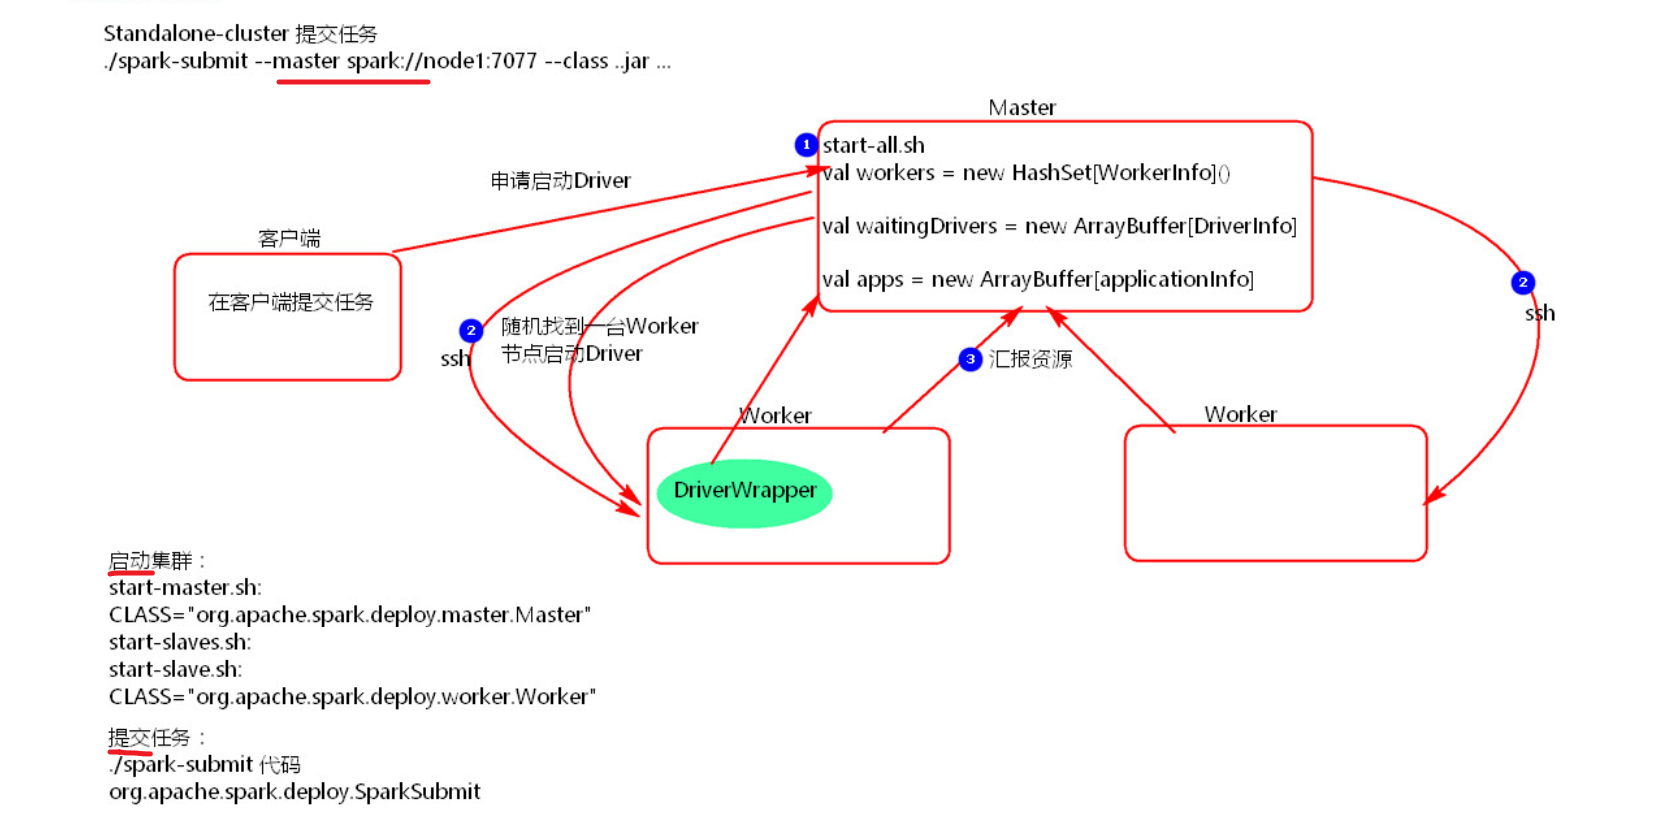 Standalone-cluster 提交任务
./spark-submit --master spark://node1:7077 --class ..jar ...
Master
1
start-all.sh
val workers = new HashSet[WorkerInfo]()
val waitingDrivers = new ArrayBuffer[DriverInfo]
val apps = new ArrayBuffer[applicationInfo]
申请启动Driver
客户端
在客户端提交任务
2
ssh
随机找到一台Worker
节点启动Driver
3
汇报资源
2
ssh
Worker
DriverWrapper
Worker
启动集群：
start-master.sh:
CLASS="org.apache.spark.deploy.master.Master"
start-slaves.sh:
start-slave.sh:
CLASS="org.apache.spark.deploy.worker.Worker"
提交任务：
./spark-submit 代码
org.apache.spark.deploy.SparkSubmit